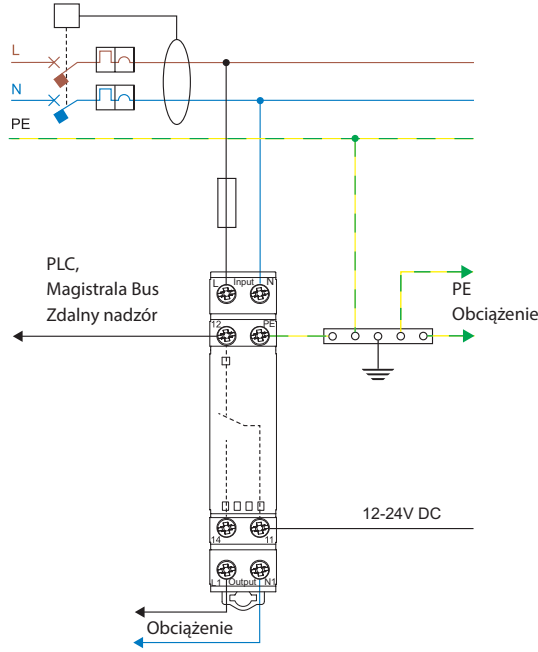 L
N
PE
PLC,
Magistrala Bus
Zdalny nadzór
L Input N
12 PE
PE
Obciążenie
12-24V DC
14 11
L1 Output N1
Obciążenie